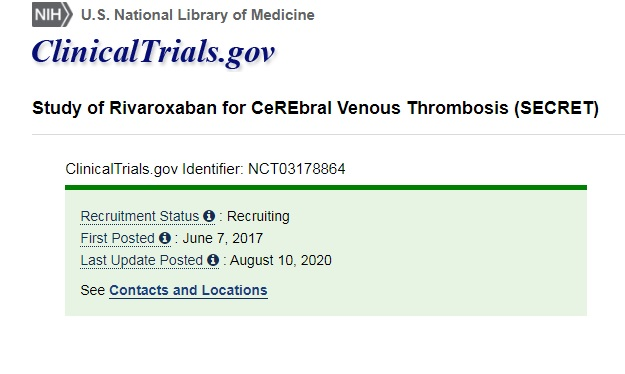 NIH U.S. National Library of Medicine
ClinicalTrials.gov
Study of Rivaroxaban for CeREbral Venous Thrombosis (SECRET)
ClinicalTrials.gov Identifier: NCT03178864
Recruitment Status : Recruiting
First Posted : June 7, 2017
Last Update Posted : August 10, 2020
See Contacts and Locations